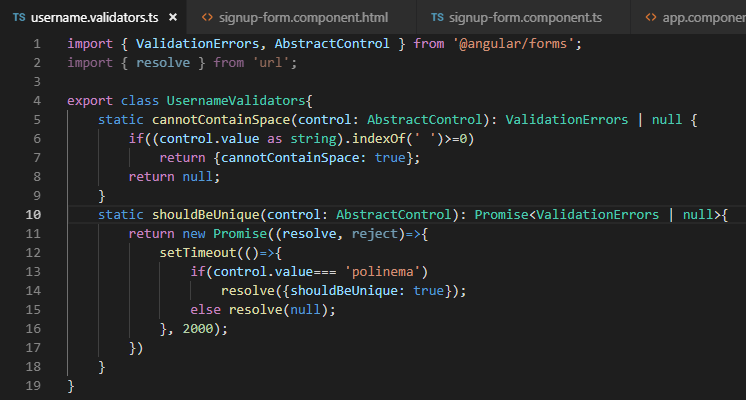 TS username.validators.ts × <> signup-form.component.html TS signup-form.component.ts <> app.componen
1 import { ValidationErrors, AbstractControl } from '@angular/forms';
2 import { resolve } from 'url';
3
4 export class UsernameValidators{
5 static cannotContainSpace(control: AbstractControl): ValidationErrors | null {
6 if((control.value as string).indexOf(' ')>=0)
7 return {cannotContainSpace: true};
8 return null;
9 }
10 static shouldBeUnique(control: AbstractControl): Promise<ValidationErrors | null>{
11 return new Promise((resolve, reject)=>{
12 setTimeout(()=>{
13 if(control.value=== 'polinema')
14 resolve({shouldBeUnique: true});
15 else resolve(null);
16 }, 2000);
17 })
18 }
19 }